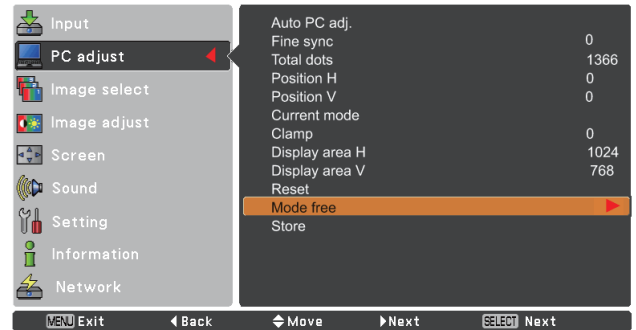 Input
PC adjust
Image select
Image adjust
Screen
Sound
Setting
Information
Network
Auto PC adj.
Fine sync 0
Total dots 1366
Position H 0
Position V 0
Current mode
Clamp 0
Display area H 1024
Display area V 768
Reset
Mode free
Store
MENU Exit Back Move Next SELECT Next